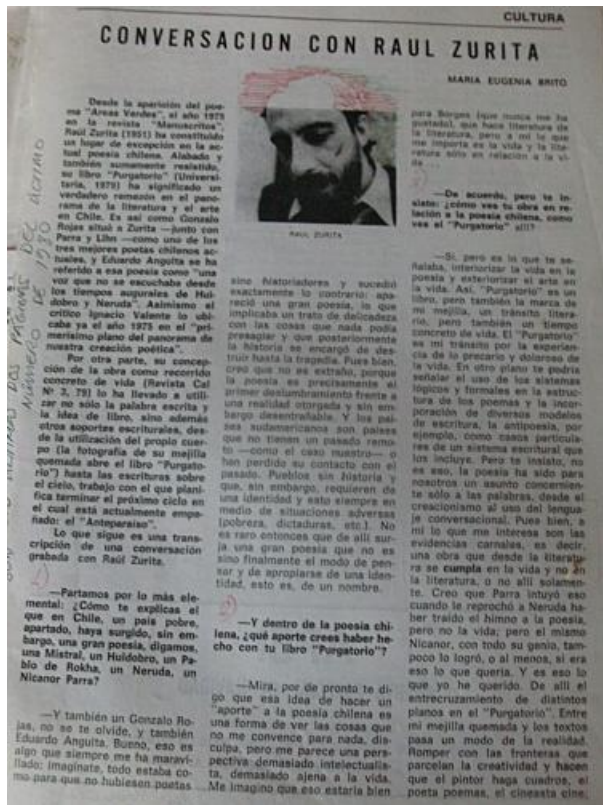 CULTURA
CONVERSACION CON RAUL ZURITA
MARIA EUGENIA BRITO
Desde la aparición del poe-
ma "Areas Verdes", el año 1975
en la revista "Manuscritos",
Raúl Zurita (1951) ha constituido
un lugar de excepción en la ac-
tual poesía chilena. Alabado y
también sumamente resistido,
su libro "Purgatorio" (Universi-
taria, 1979) ha significado un
verdadero remezón en el pano-
rama de la literatura y el arte
en Chile. Es así como Gonzalo
Rojas situó a Zurita —junto con
Parra y Lihn— como uno de los
tres mejores poetas chilenos ac-
tuales, y Eduardo Anguita se ha
referido a esa poesía como "una
voz que no se escuchaba desde
los tiempos augurales de Hui-
dobro y Neruda". Asimismo el
crítico Ignacio Valente lo ubi-
caba ya el año 1975 en el "pri-
merísimo plano del panorama de
nuestra creación poética".
Por otra parte, su concep-
ción de la obra como recorrido
concreto de vida (Revista Cal
Nº 2, 79) lo ha llevado a utili-
zar no sólo la palabra escrita y
la idea de libro, sino además
otros soportes escriturales, des-
de la utilización del propio cuer-
po (la fotografía de su mejilla
quemada abre el libro "Purgato-
rio") hasta las escrituras sobre
el cielo, trabajo con el que plani-
fica terminar el próximo ciclo en
el cual está actualmente empe-
ñado: el "Anteparaíso".
Lo que sigue es una trans-
cripción de una conversación
grabada con Raúl Zurita.
1)
—Partamos por lo más ele-
mental: ¿Cómo te explicas el
que en Chile, un país pobre,
apartado, haya surgido, sin em-
bargo, una gran poesía, digamos,
una Mistral, un Huidobro, un Pa-
blo de Rokha, un Neruda, un
Nicanor Parra?
—Y también un Gonzalo Ro-
jas, no se te olvide, y también
Eduardo Anguita. Bueno, eso es
algo que siempre me ha maravi-
llado: imagínate, todo estaba co-
mo para que no hubiesen poetas
RAUL ZURITA
sino historiadores y sucedió
exactamente lo contrario: apa-
reció una gran poesía, lo que
implicaba un trato de delicadeza
con las cosas que nada podía
presagiar y que posteriormente
la historia se encargó de des-
truir hasta la tragedia. Pues bien,
creo que no es extraño, porque
la poesía es precisamente el
primer deslumbramiento frente a
una realidad otorgada y sin em-
bargo desentrañable. Y los paí-
ses sudamericanos son países
que no tienen un pasado remo-
to —como el caso nuestro— o
han perdido su contacto con el
pasado. Pueblos sin historia y
que, sin embargo, requieren de
una identidad y esto siempre en
medio de situaciones adversas
(pobreza, dictaduras, etc.). No
es raro entonces que de allí sur-
ja una gran poesía que no es
sino finalmente el modo de pen-
sar y de apropiarse de una iden-
tidad, esto es, de un nombre.
2)
—Y dentro de la poesía chi-
lena, ¿qué aporte crees haber he-
cho con tu libro "Purgatorio"?
—Mira, por de pronto te di-
go que esa idea de hacer un
"aporte" a la poesía chilena es
una forma de ver las cosas que
no me convence para nada, dis-
culpa, pero me parece una pers-
pectiva demasiado intelectualis-
ta, demasiado ajena a la vida.
Me imagino que eso estaría bien
para Borges (que nunca me ha
gustado), que hace literatura de
la literatura, pero a mí lo que
me importa es la vida y la lite-
ratura sólo en relación a la vi-
da
—De acuerdo, pero te in-
sisto: ¿cómo ves tu obra en re-
lación a la poesía chilena, cómo
ves el "Purgatorio" allí?
—Sí, pero es lo que te se-
ñalaba, interiorizar la vida en la
poesía y exteriorizar el arte en
la vida. Así, "Purgatorio" es un
libro, pero también la marca de
mi mejilla, un tránsito litera-
rio, pero también un tiempo
concreto de vida. El "Purgatorio"
es mi tránsito por la experien-
cia de lo precario y doloroso de
la vida. En otro plano te podría
señalar el uso de los sistemas
lógicos y formales en la estruc-
tura de los poemas y la incor-
poración de diversos modelos
de escritura, la antipoesía, por
ejemplo, como casos particula-
res de un sistema escritural que
los incluye. Pero te insisto, no
es eso, la poesía ha sido para
nosotros un asunto concernien-
te sólo a las palabras, desde el
creacionismo al uso del lengua-
je conversacional. Pues bien, a
mí lo que me interesa son las
evidencias carnales, es decir,
una obra que desde la literatu-
ra se cumpla en la vida y no en
la literatura, o no allí solamen-
te. Creo que Parra intuyó eso
cuando le reprochó a Neruda ha-
ber traído el himno a la poesía,
pero no la vida; pero el mismo
Nicanor, con todo su genio, tam-
poco lo logró, o al menos, si era
eso lo que quería. Y es eso lo
que yo he querido. De allí el
entrecruzamiento de distintos
planos en el "Purgatorio". Entre
mi mejilla quemada y los textos
pasa un modo de la realidad.
Romper con las fronteras que
parcelan la creatividad y hacen
que el pintor haga cuadros, el
poeta poemas, el cineasta cine,
DOS PÁGINAS DEL ÚLTIMO
NÚMERO DE 1980